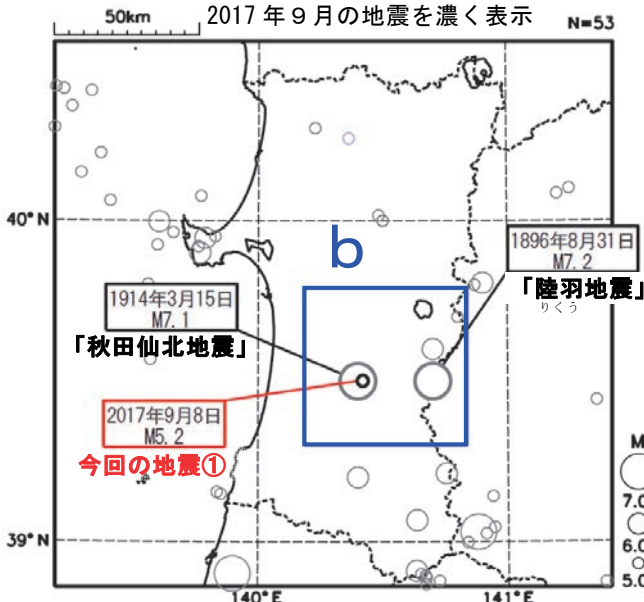 50km
2017年9月の地震を濃く表示
N=53
40°N
b
1896年8月31日
M7.2
「陸羽地震」
りくう
1914年3月15日
M7.1
「秋田仙北地震」
2017年9月8日
M5.2
今回の地震①
M
7.0
6.0
5.0
39°N
140°E
141°E